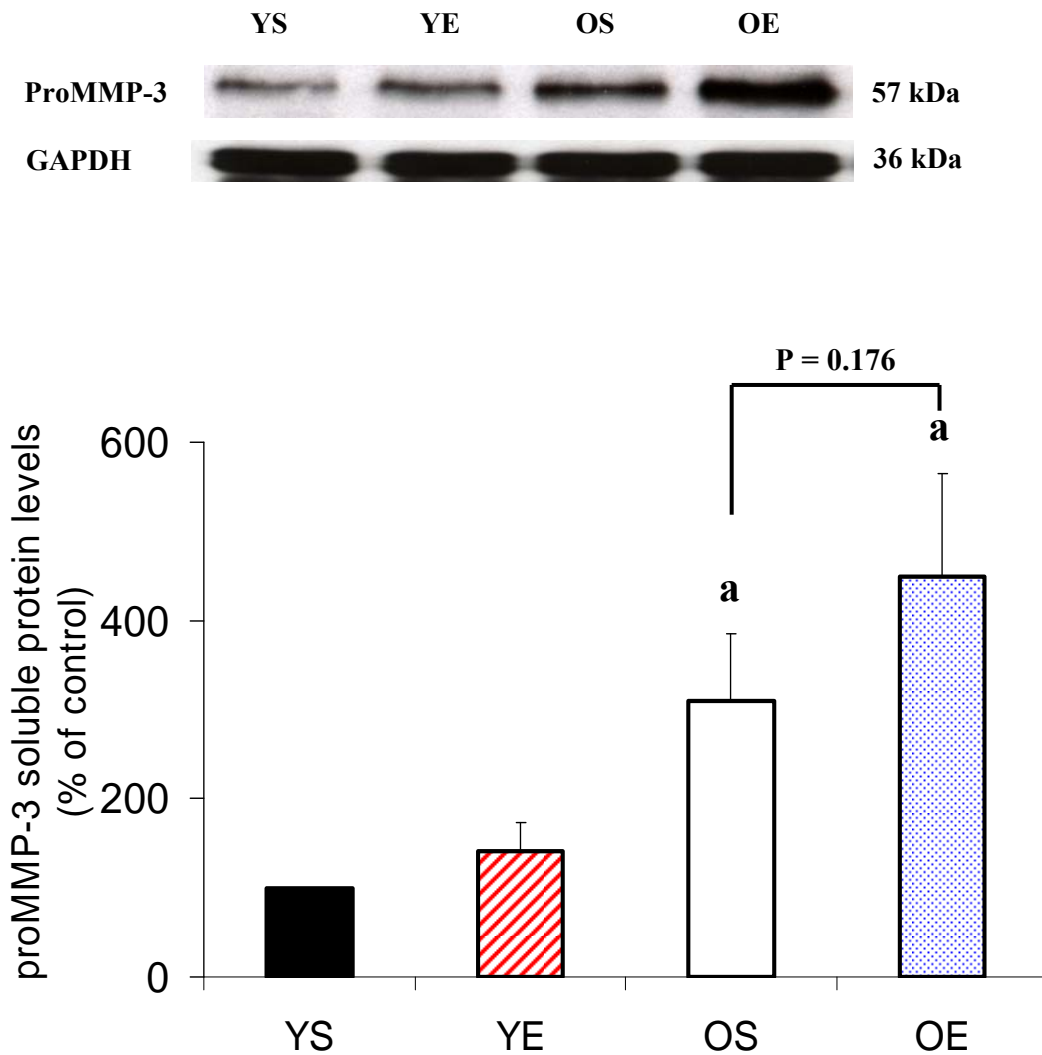 YS YE OS OE
ProMMP-3 57 kDa
GAPDH 36 kDa
P = 0.176
a
a
proMMP-3 soluble protein levels
(% of control)
600
400
200
0
YS YE OS OE